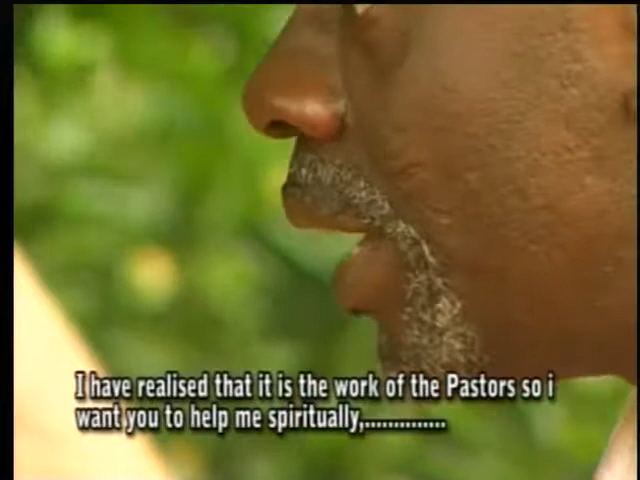 I have realised that it is the work of the Pastors so i
want you to help me spiritually,..............